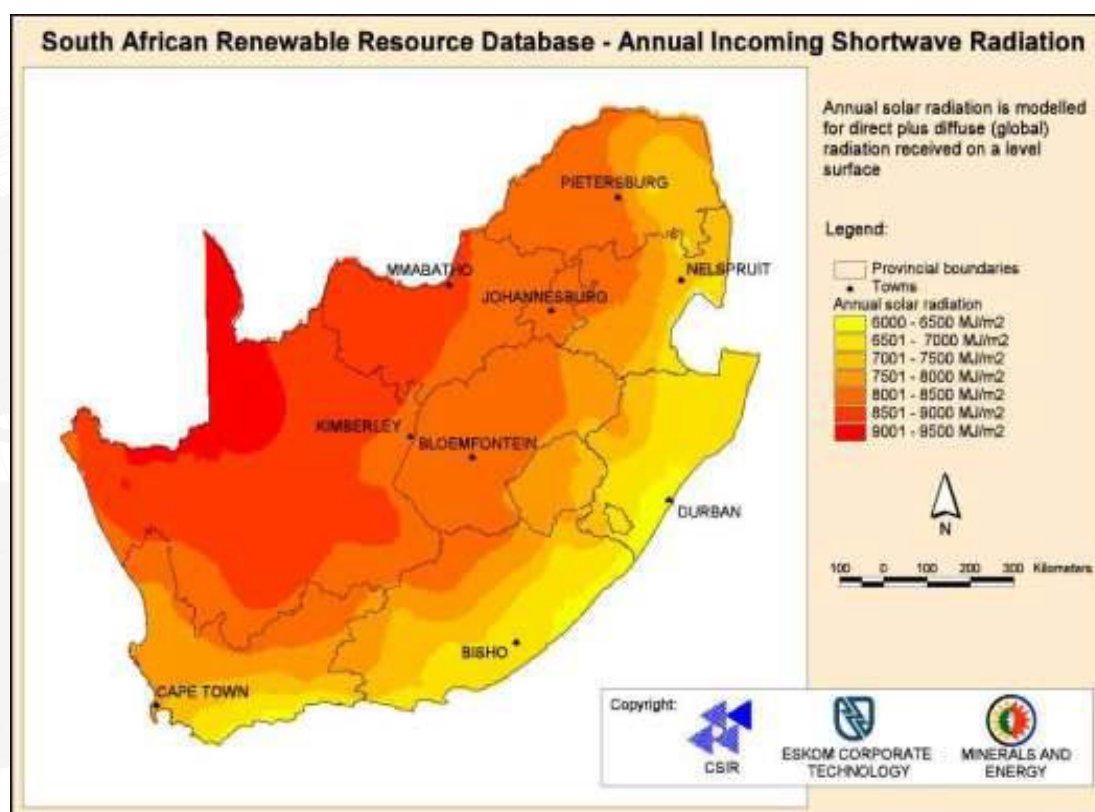 South African Renewable Resource Database - Annual Incoming Shortwave Radiation
Annual solar radiation is modelled
for direct plus diffuse (global)
radiation received on a level
surface
PIETERSBURG
MMABATHO
NELSPRUIT
JOHANNESBURG
KIMBERLEY
BLOEMFONTEIN
DURBAN
BISHO
CAPE TOWN
Legend:
Provincial boundaries
Towns
Annual solar radiation
6000 - 6500 MJ/m2
6501 - 7000 MJ/m2
7001 - 7500 MJ/m2
7501 - 8000 MJ/m2
8001 - 8500 MJ/m2
8501 - 9000 MJ/m2
9001 - 9500 MJ/m2
N
100 0 100 200 300 Kilometers
Copyright:
CSIR
ESKOM CORPORATE
TECHNOLOGY
MINERALS AND
ENERGY